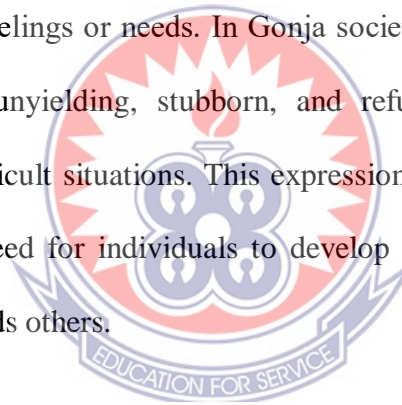 elings or needs. In Gonja socie
unyielding, stubborn, and ref
icult situations. This expression
eed for individuals to develop
ds others.
EDUCATION FOR SERVICE